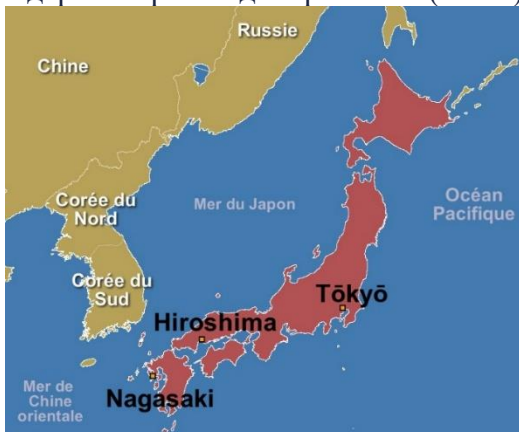 Russie
Chine
Corée du
Nord
Mer du Japon
Océan
Pacifique
Corée du
Sud
Tōkyō
Hiroshima
Mer de
Chine
orientale
Nagasaki